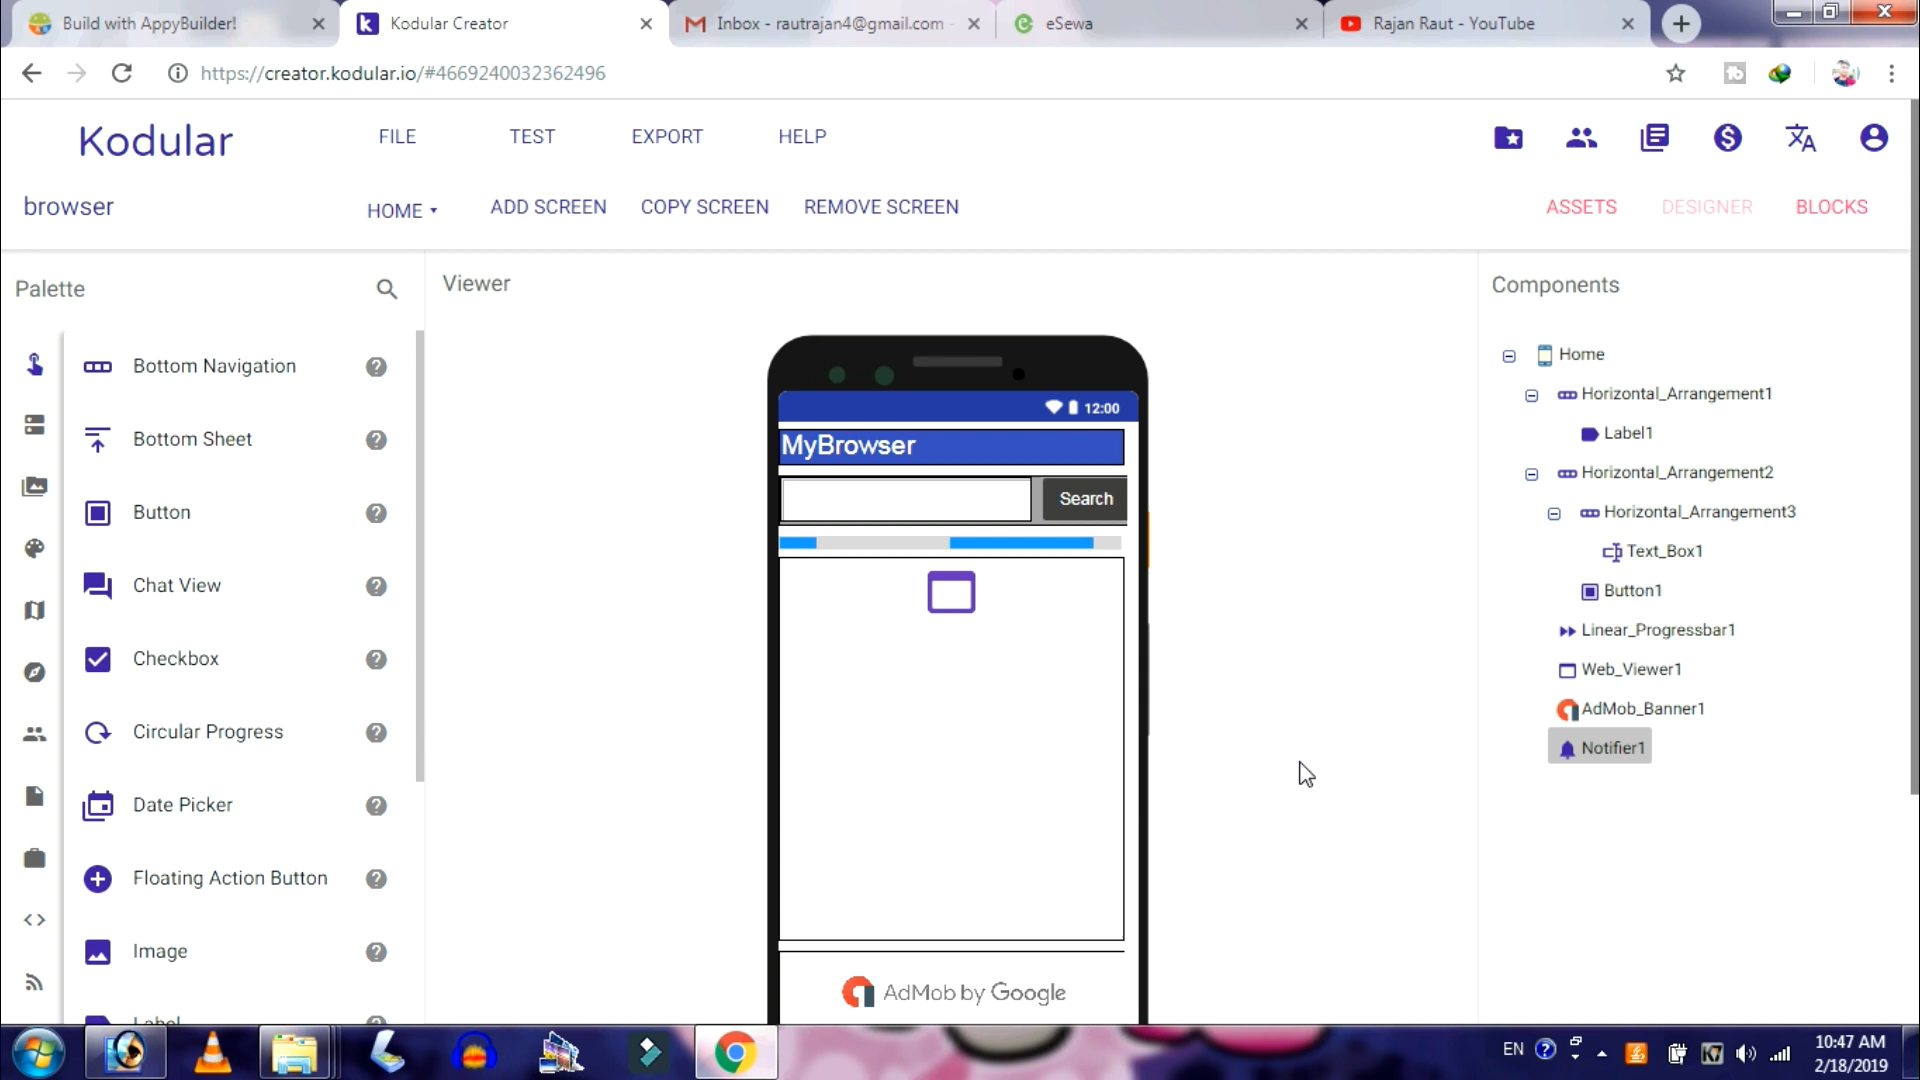 Build with AppyBuilder!
Kodular Creator
Inbox - rautrajan4@gmail.com
eSewa
Rajan Raut - YouTube
https://creator.kodular.io/#4669240032362496
Kodular
FILE
TEST
EXPORT
HELP
browser
HOME
ADD SCREEN
COPY SCREEN
REMOVE SCREEN
ASSETS
DESIGNER
BLOCKS
Palette
Viewer
Components
Bottom Navigation
Bottom Sheet
Button
Chat View
Checkbox
Circular Progress
Date Picker
Floating Action Button
Image
Label
12:00
MyBrowser
Search
AdMob by Google
Home
Horizontal_Arrangement1
Label1
Horizontal_Arrangement2
Horizontal_Arrangement3
Text_Box1
Button1
Linear_Progressbar1
Web_Viewer1
AdMob_Banner1
Notifier1
EN
10:47 AM
2/18/2019